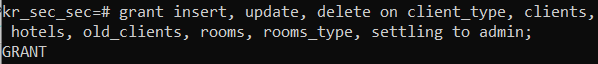 kr_sec_sec=# grant insert, update, delete on client_type, clients,
hotels, old_clients, rooms, rooms_type, settling to admin;
GRANT